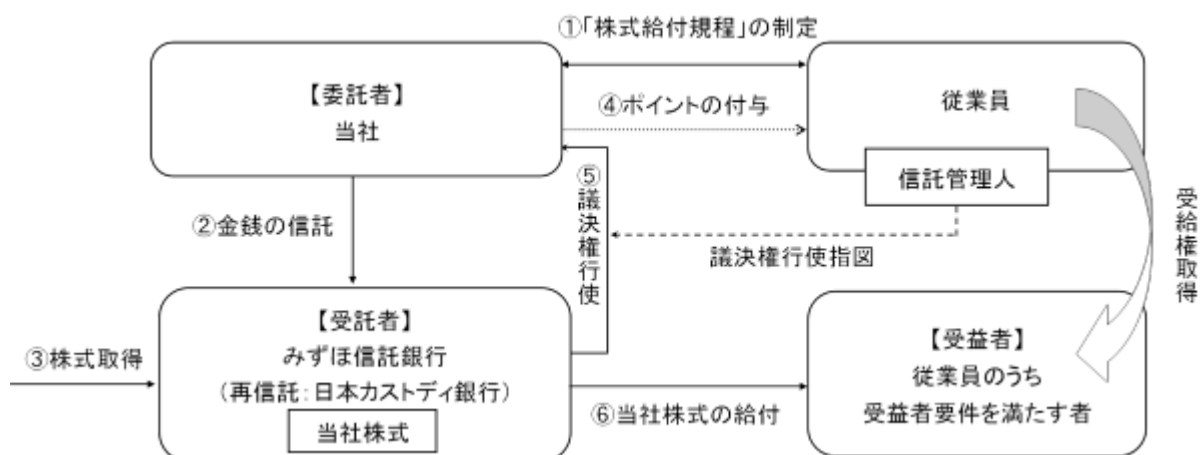 ①「株式給付規程」の制定
【委託者】
当社
④ポイントの付与
従業員
信託管理人
②金銭の信託
⑤議決権行使
議決権行使指図
受給権取得
【受託者】
みずほ信託銀行
(再信託:日本カストディ銀行)
当社株式
③株式取得
⑥当社株式の給付
【受益者】
従業員のうち
受益者要件を満たす者